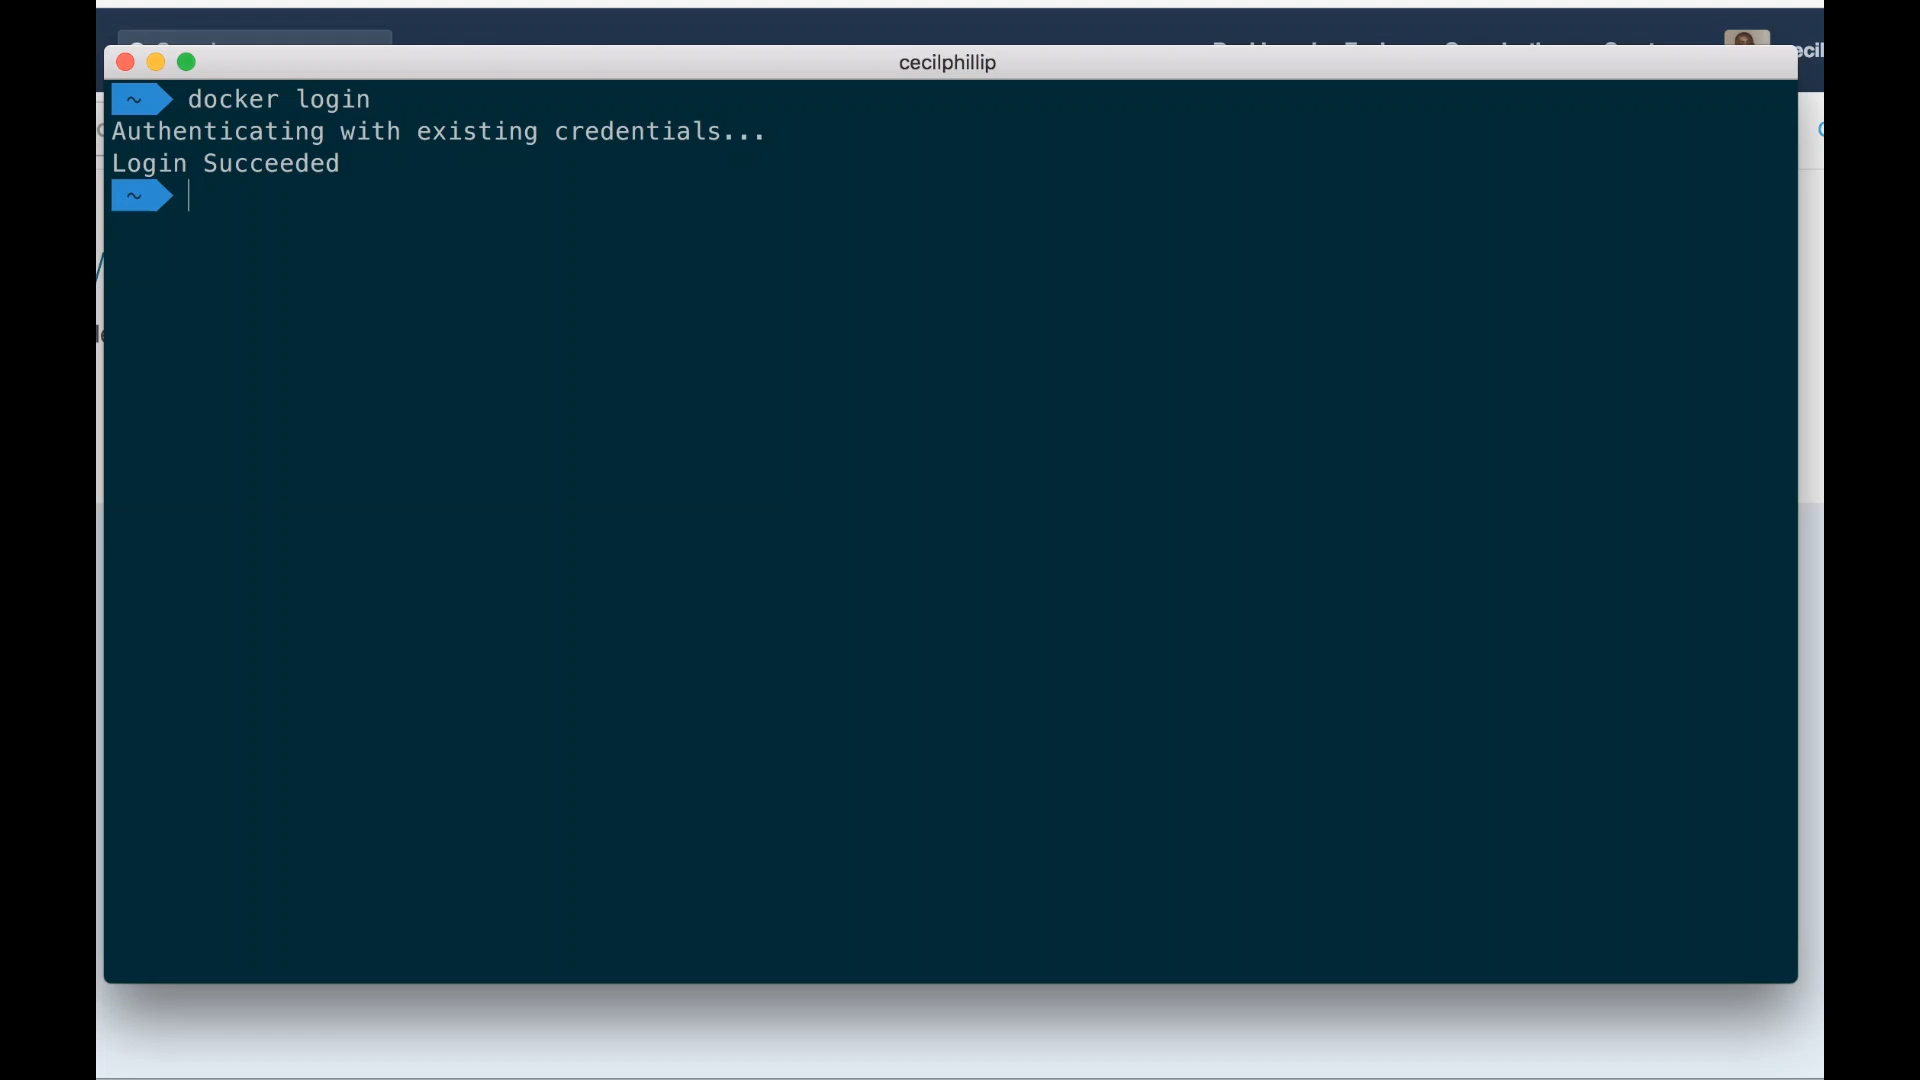 cecilphillip
~ docker login
Authenticating with existing credentials...
Login Succeeded
~